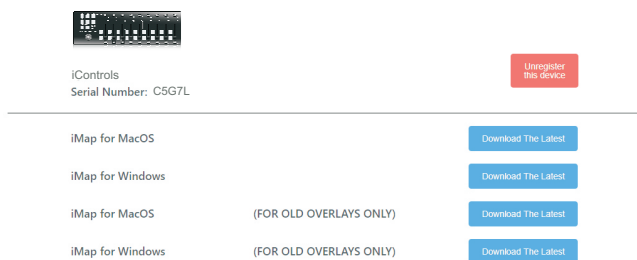 iControls
Unregister
this device
Serial Number: C5G7L
iMap for MacOS Download The Latest
iMap for Windows Download The Latest
iMap for MacOS (FOR OLD OVERLAYS ONLY) Download The Latest
iMap for Windows (FOR OLD OVERLAYS ONLY) Download The Latest